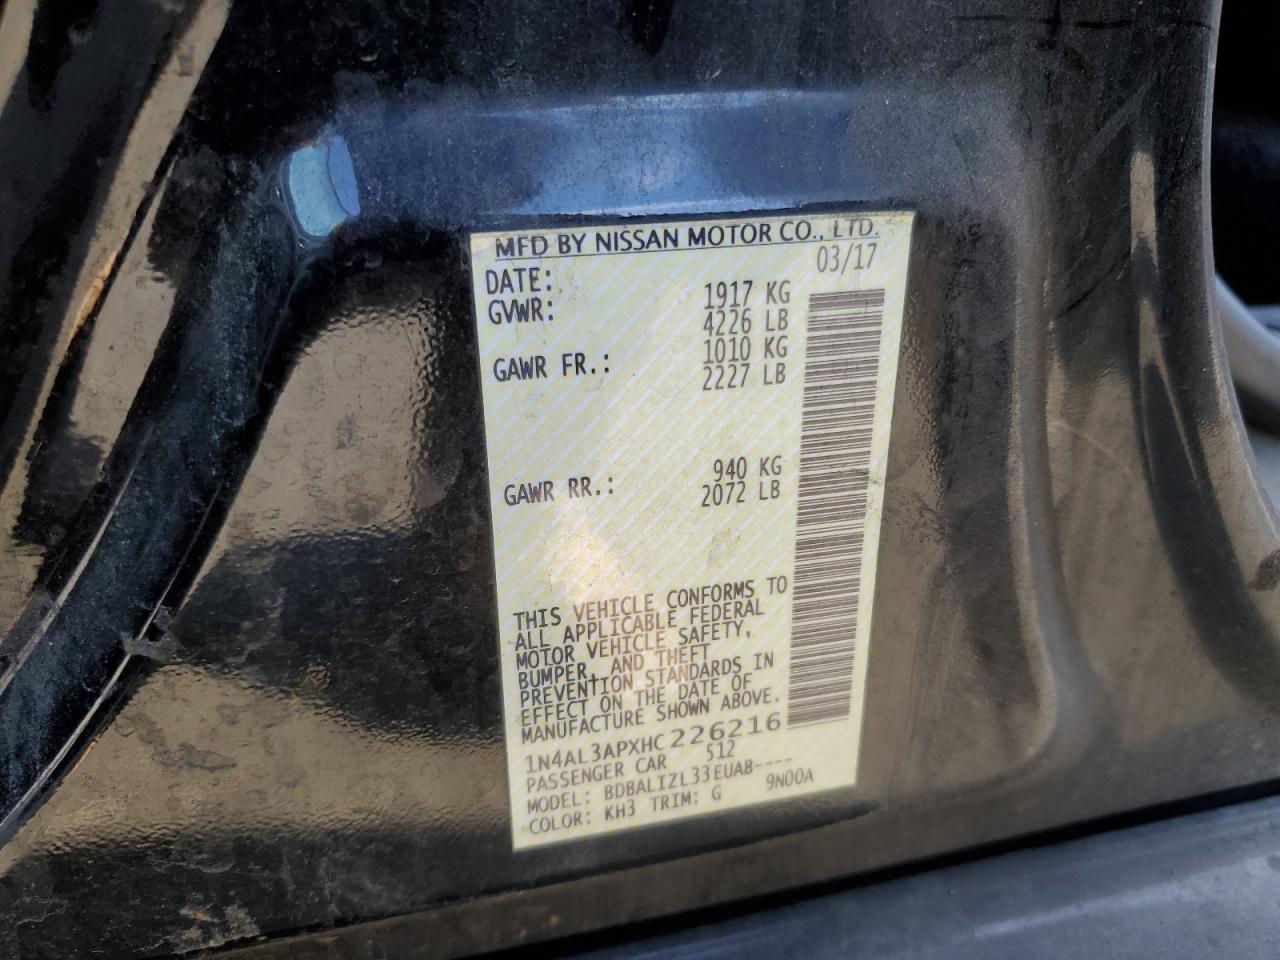 MFD BY NISSAN MOTOR CO., LTD.
DATE: 03/17
GVWR: 1917 KG
4226 LB
GAWR FR.: 1010 KG
2227 LB
GAWR RR.: 940 KG
2072 LB
THIS VEHICLE CONFORMS TO
ALL APPLICABLE FEDERAL
MOTOR VEHICLE SAFETY,
BUMPER, AND THEFT
PREVENTION STANDARDS IN
EFFECT ON THE DATE OF
MANUFACTURE SHOWN ABOVE.
1N4AL3APXHC226216
PASSENGER CAR 512
MODEL: BDBALIZL33EUAB----
COLOR: KH3 TRIM: G 9N00A